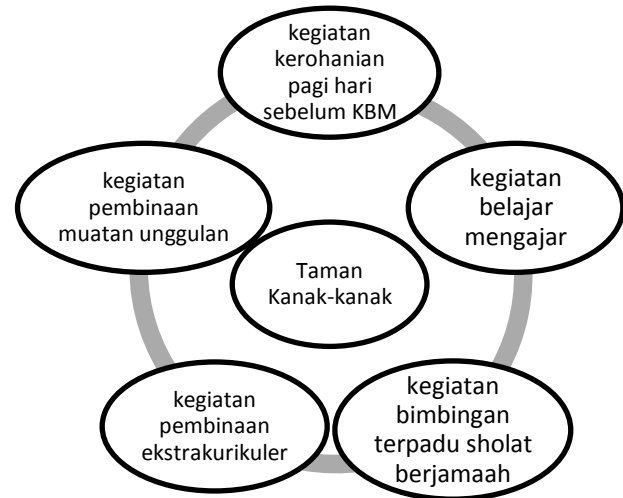 kegiatan
kerohanian
pagi hari
sebelum KBM
kegiatan
belajar
mengajar
kegiatan
bimbingan
terpadu sholat
berjamaah
kegiatan
pembinaan
ekstrakurikuler
kegiatan
pembinaan
muatan unggulan
Taman
Kanak-kanak